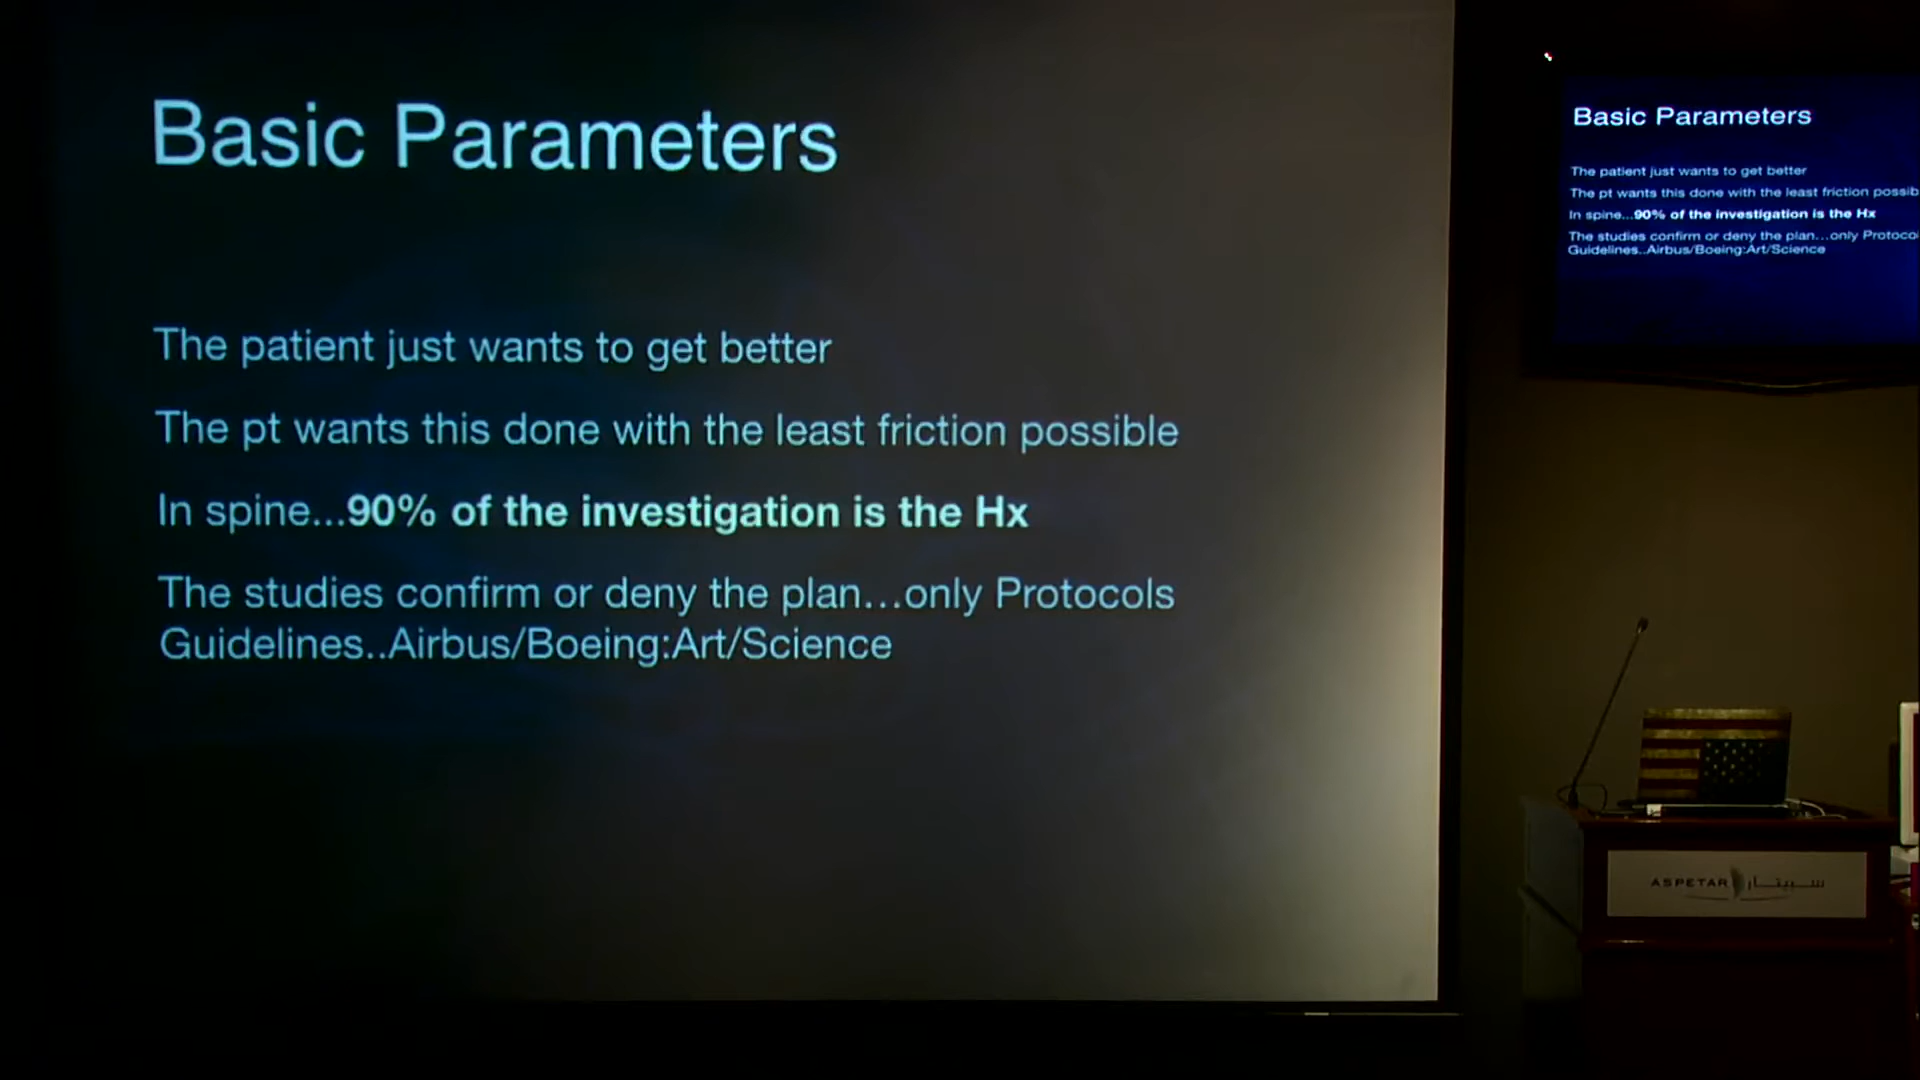 Basic Parameters
The patient just wants to get better
The pt wants this done with the least friction possible
In spine...90% of the investigation is the Hx
The studies confirm or deny the plan...only Protocols
Guidelines..Airbus/Boeing:Art/Science
Basic Parameters
The patient just wants to get better
The pt wants this done with the least friction possib
In spine...90% of the investigation is the Hx
The studies confirm or deny the plan...only Protocol
Guidelines..Airbus/Boeing:Art/Science
ASPETAR سبيتار